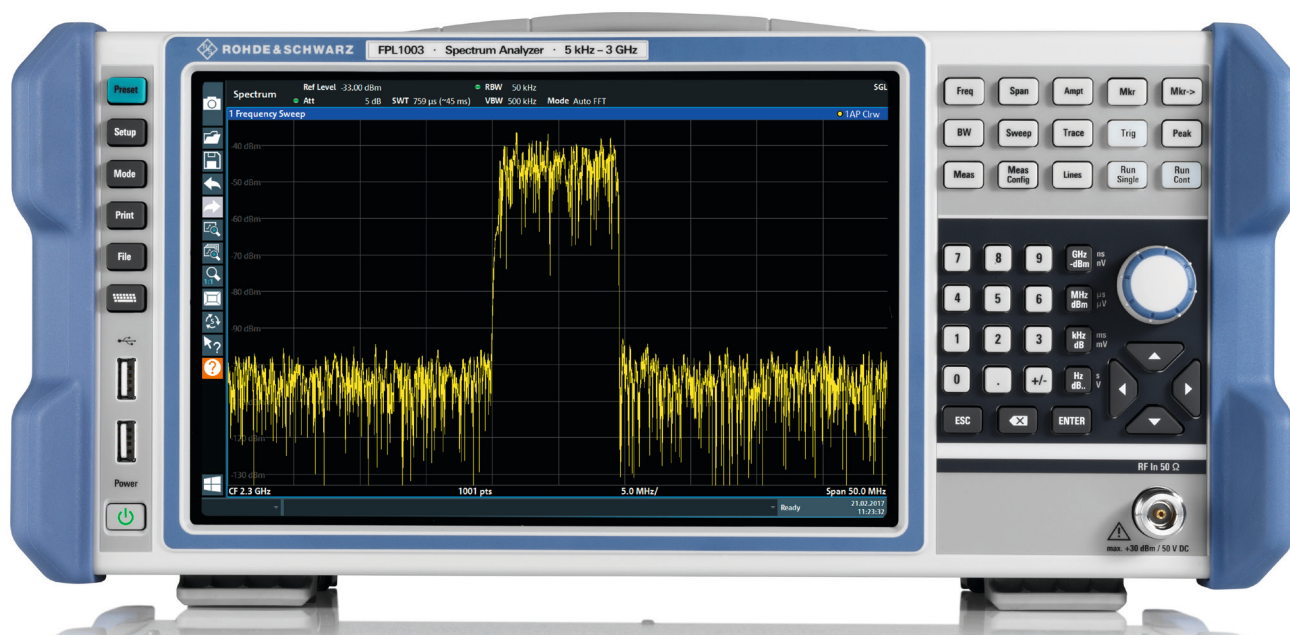 ROHDE&SCHWARZ FPL1003 · Spectrum Analyzer · 5 kHz – 3 GHz
Preset
Setup
Mode
Print
File
Power
Spectrum
Ref Level -33.00 dBm RBW 50 kHz SGL
Att 5 dB SWT 759 µs (~45 ms) VBW 500 kHz Mode Auto FFT
1 Frequency Sweep 1AP Clrw
-40 dBm
-50 dBm
-60 dBm
-70 dBm
-80 dBm
-90 dBm
-120 dBm
-130 dBm
1:1
CF 2.3 GHz 1001 pts 5.0 MHz/ Span 50.0 MHz
Ready 21.02.2017
11:23:32
Freq Span Ampt Mkr Mkr->
BW Sweep Trace Trig Peak
Meas Meas Config Lines Run Single Run Cont
7 8 9 GHz -dBm ns nV
4 5 6 MHz dBm µs µV
1 2 3 kHz dB ms mV
0 . +/- Hz dB.. s V
ESC ENTER
RF In 50 Ω
max. +30 dBm / 50 V DC